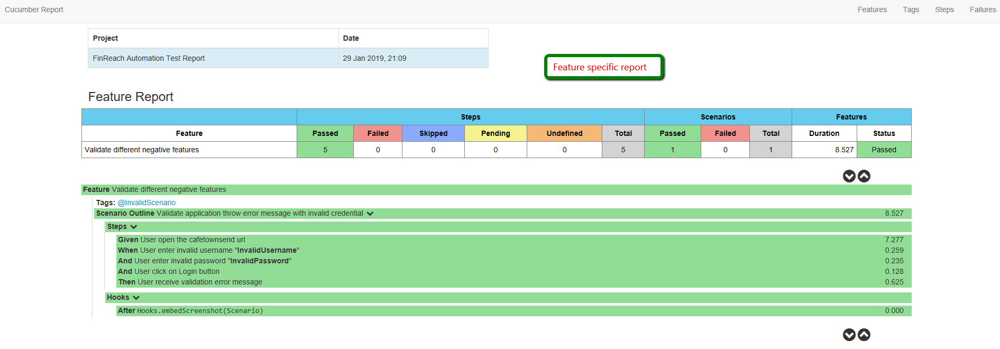 Cucumber Report Features Tags Steps Failures
Project Date
FinReach Automation Test Report 29 Jan 2019, 21:09
Feature specific report
Feature Report
Steps Scenarios Features
Feature Passed Failed Skipped Pending Undefined Total Passed Failed Total Duration Status
Validate different negative features 5 0 0 0 0 5 1 0 1 8.527 Passed
Feature Validate different negative features
Tags: @InvalidScenario
Scenario Outline Validate application throw error message with invalid credential 8.527
Steps
Given User open the cafetownsend url 7.277
When User enter invalid username "InvalidUsername" 0.259
And User enter invalid password "InvalidPassword" 0.235
And User click on Login button 0.128
Then User receive validation error message 0.625
Hooks
After Hooks.embedScreenshot(Scenario) 0.000